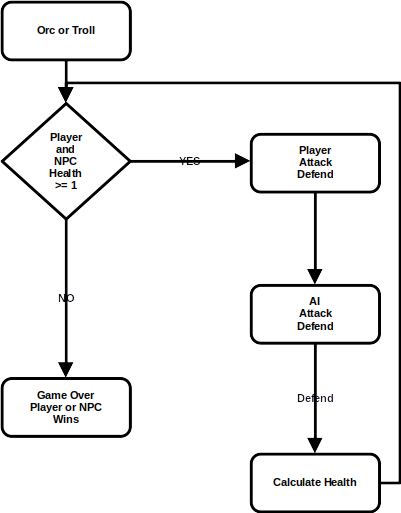 Orc or Troll
Player
and
NPC
Health
>= 1
YES
Player
Attack
Defend
NO
AI
Attack
Defend
Game Over
Player or NPC
Wins
Defend
Calculate Health